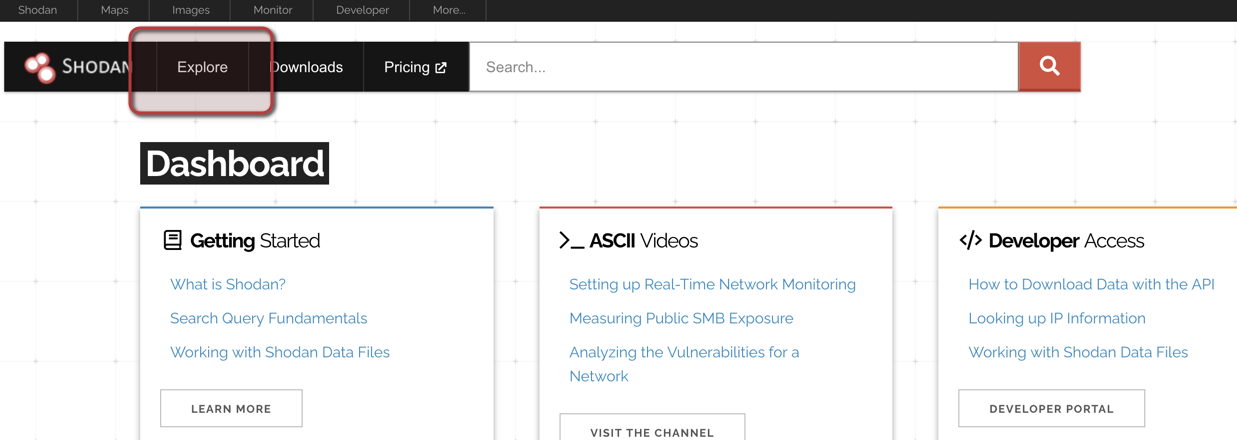 Shodan Maps Images Monitor Developer More...
SHODAN Explore Downloads Pricing Search...
Dashboard
Getting Started
What is Shodan?
Search Query Fundamentals
Working with Shodan Data Files
LEARN MORE
ASCII Videos
Setting up Real-Time Network Monitoring
Measuring Public SMB Exposure
Analyzing the Vulnerabilities for a
Network
VISIT THE CHANNEL
Developer Access
How to Download Data with the API
Looking up IP Information
Working with Shodan Data Files
DEVELOPER PORTAL